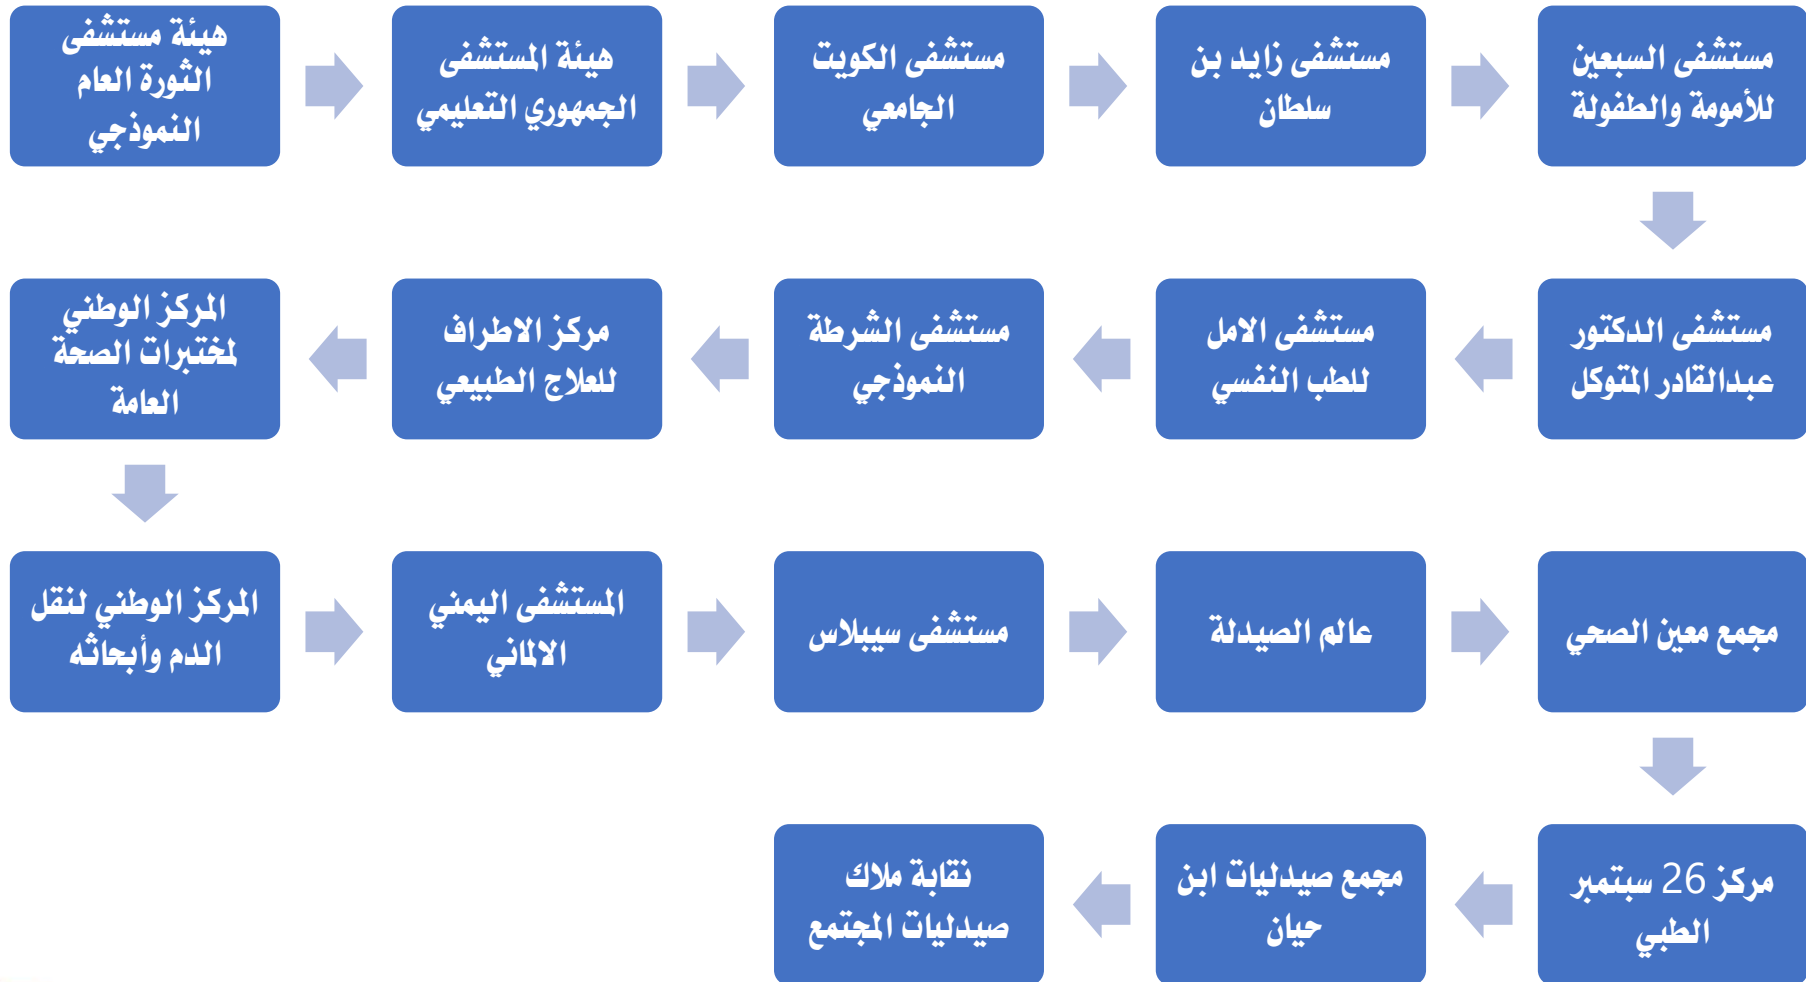 هيئة مستشفى
الثورة العام
النموذجي
هيئة المستشفى
الجمهوري التعليمي
مستشفى الكويت
الجامعي
مستشفى زايد بن
سلطان
مستشفى السبعين
للأمومة والطفولة
مستشفى الدكتور
عبدالقادر المتوكل
مستشفى الامل
للطب النفسي
مستشفى الشرطة
النموذجي
مركز الاطراف
للعلاج الطبيعي
المركز الوطني
لمختبرات الصحة
العامة
المركز الوطني لنقل
الدم وأبحاثه
المستشفى اليمني
الالماني
مستشفى سيبلاس
عالم الصيدلة
مجمع معين الصحي
مركز 26 سبتمبر
الطبي
مجمع صيدليات ابن
حيان
نقابة ملاك
صيدليات المجتمع